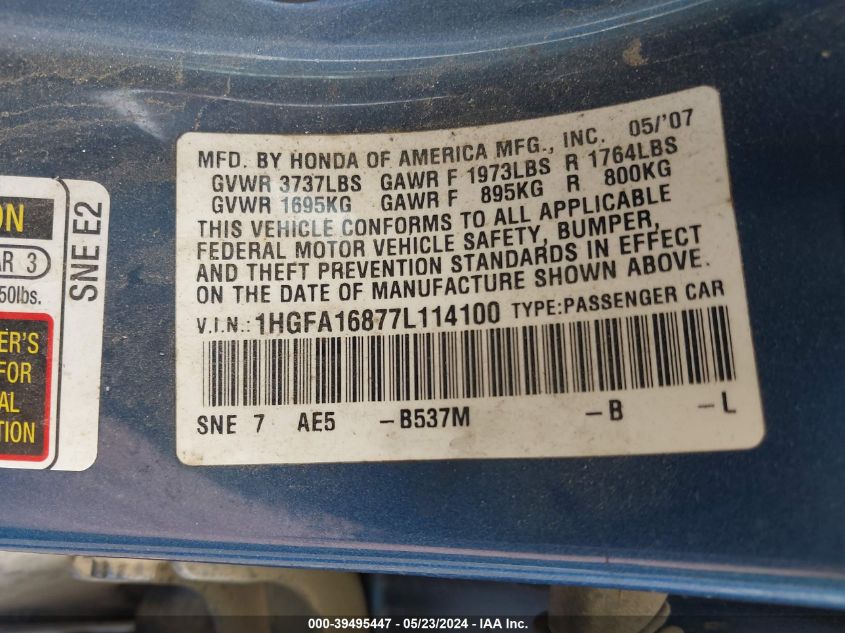 MFD. BY HONDA OF AMERICA MFG., INC. 05/'07
GVWR 3737LBS GAWR F 1973LBS R 1764LBS
GVWR 1695KG GAWR F 895KG R 800KG
THIS VEHICLE CONFORMS TO ALL APPLICABLE
FEDERAL MOTOR VEHICLE SAFETY, BUMPER,
AND THEFT PREVENTION STANDARDS IN EFFECT
ON THE DATE OF MANUFACTURE SHOWN ABOVE.
V.I.N.: 1HGFA16877L114100 TYPE:PASSENGER CAR
SNE 7 AE5 -B537M -B -L
ON
AR 3
50lbs.
ER'S
FOR
AL
TION
SNE E2
000-39495447 - 05/23/2024 - IAA Inc.